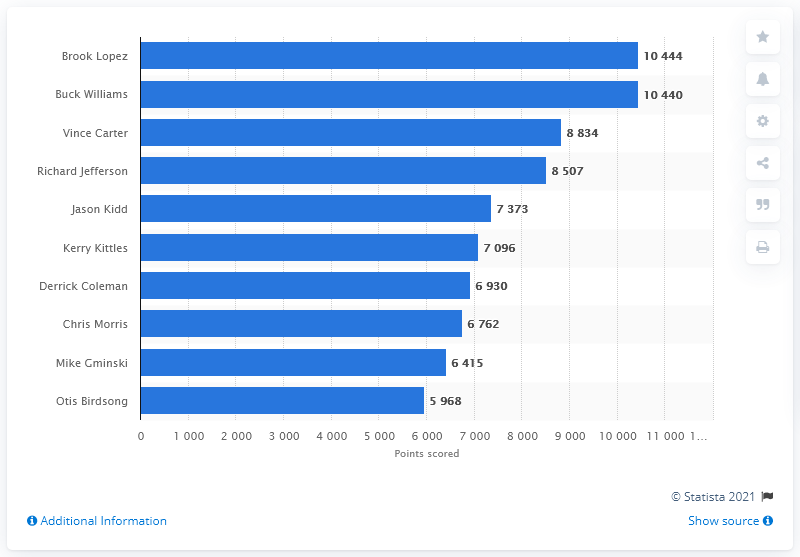 Brook Lopez 10 444
Buck Williams 10 440
Vince Carter 8 834
Richard Jefferson 8 507
Jason Kidd 7 373
Kerry Kittles 7 096
Derrick Coleman 6 930
Chris Morris 6 762
Mike Gminski 6 415
Otis Birdsong 5 968
0 1 000 2 000 3 000 4 000 5 000 6 000 7 000 8 000 9 000 10 000 11 000 1...
Points scored
© Statista 2021
Additional Information Show source